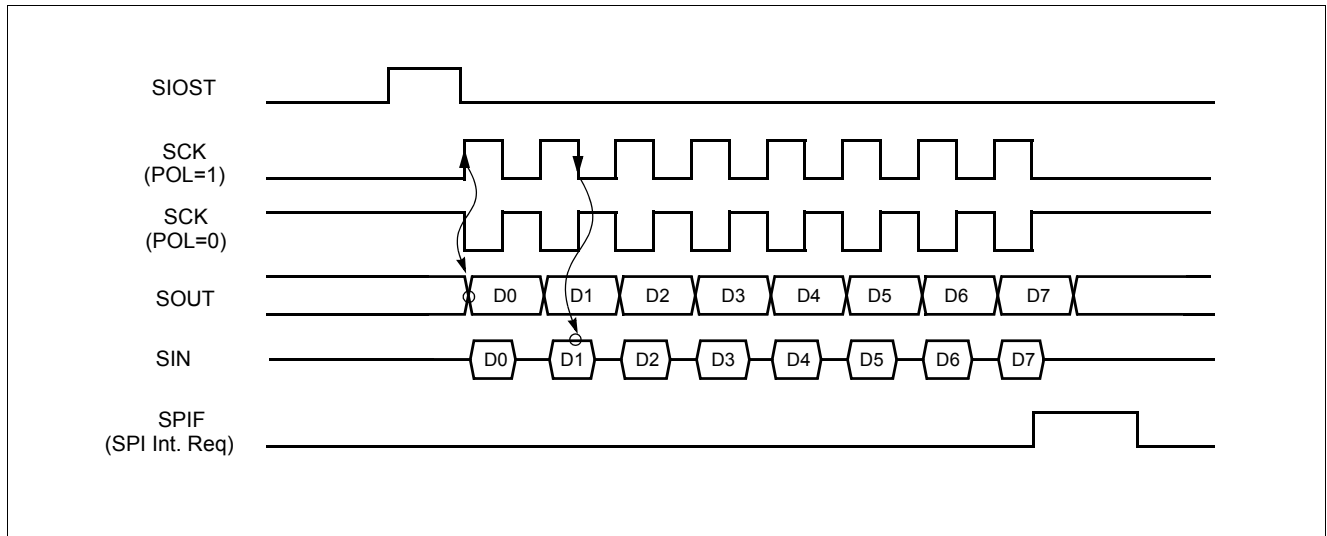 SIOST
SCK
(POL=1)
SCK
(POL=0)
SOUT
D0 D1 D2 D3 D4 D5 D6 D7
SIN
D0 D1 D2 D3 D4 D5 D6 D7
SPIF
(SPI Int. Req)